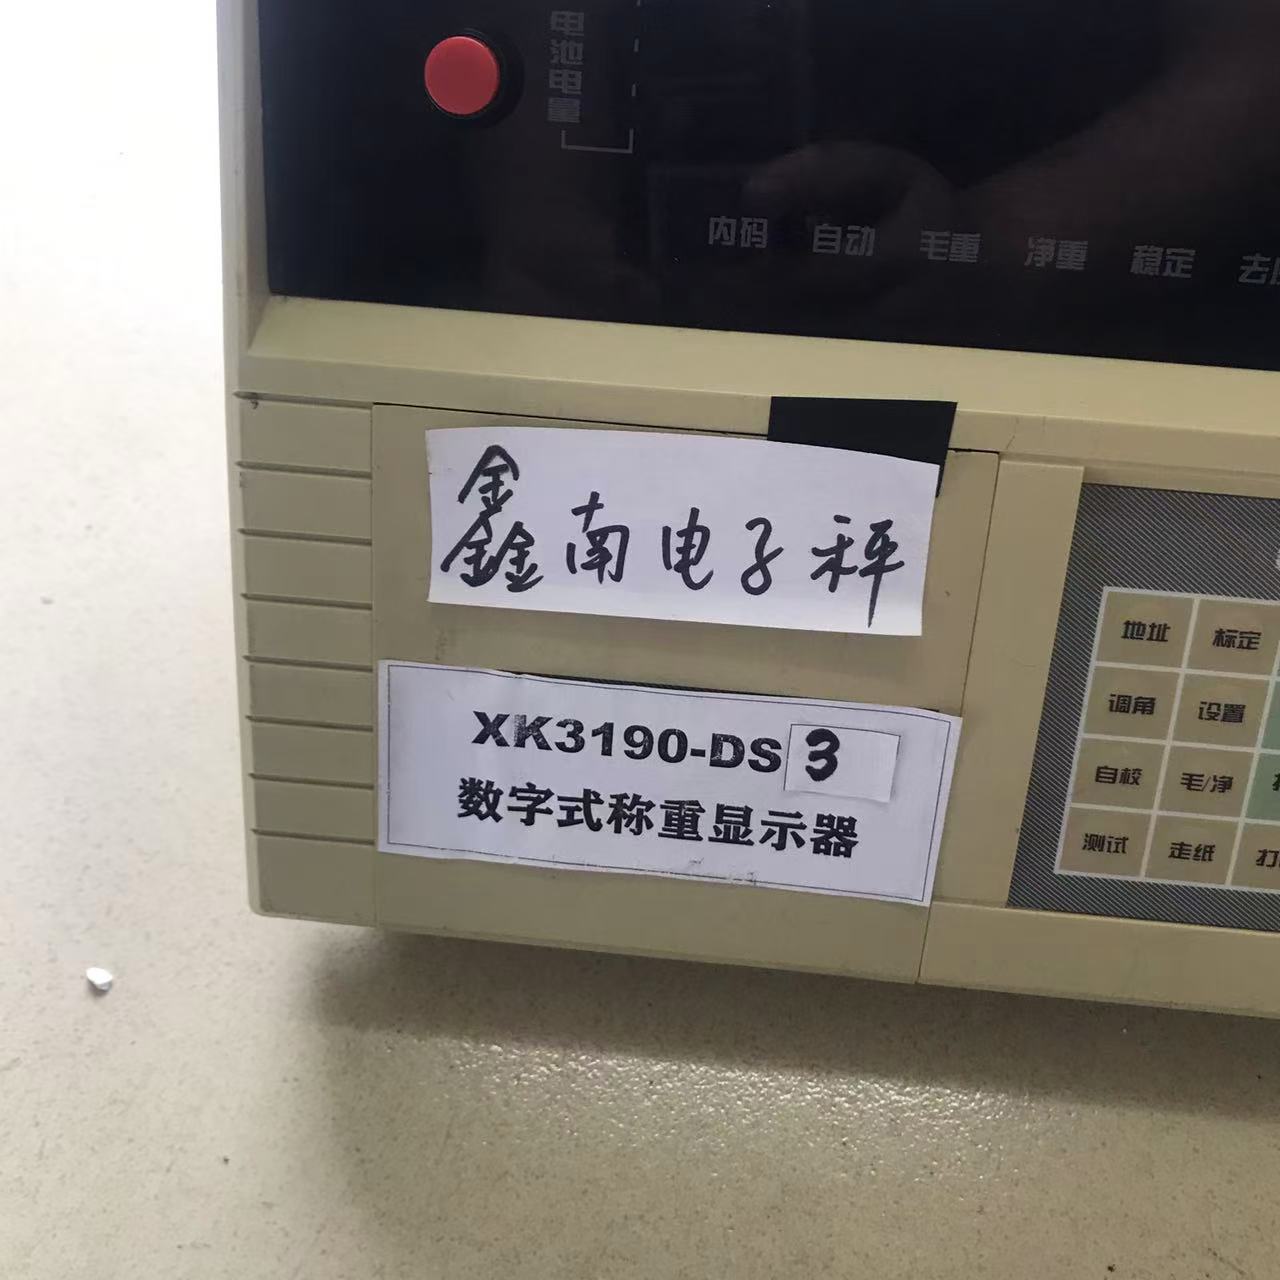 电池电量
内码 自动 毛重 净重 稳定
鑫南电子秤
XK3190-DS3
数字式称重显示器
地址 标定
调角 设置
自校 毛/净
测试 走纸 打